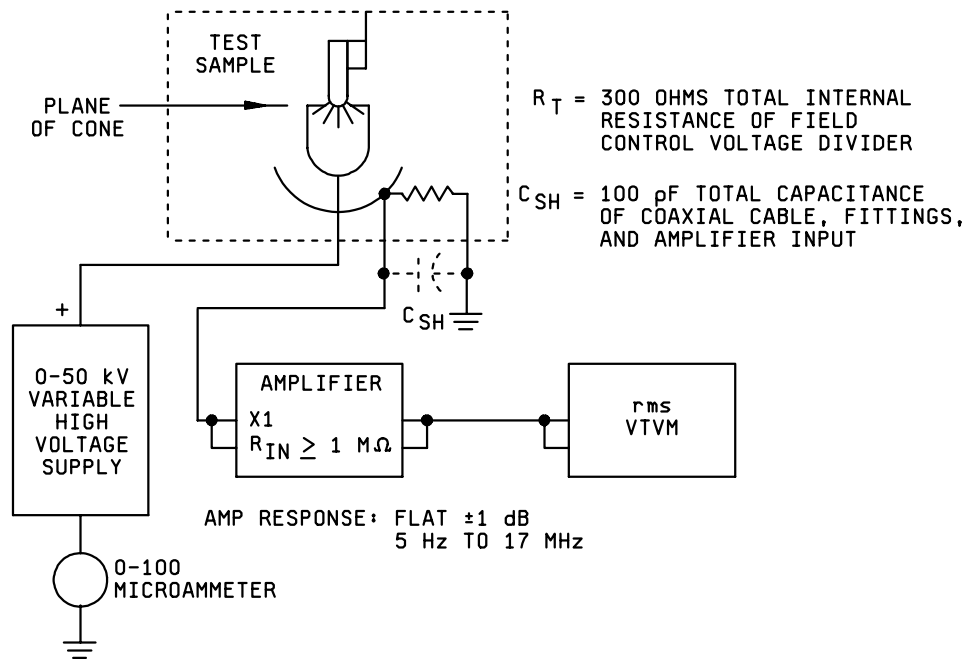 TEST
SAMPLE
PLANE
OF CONE
R T = 300 OHMS TOTAL INTERNAL
RESISTANCE OF FIELD
CONTROL VOLTAGE DIVIDER
C SH = 100 pF TOTAL CAPACITANCE
OF COAXIAL CABLE, FITTINGS,
AND AMPLIFIER INPUT
+
C SH
0-50 kV
VARIABLE
HIGH
VOLTAGE
SUPPLY
AMPLIFIER
X1
R IN ≥ 1 MΩ
rms
VTVM
AMP RESPONSE: FLAT ±1 dB
5 Hz TO 17 MHz
0-100
MICROAMMETER